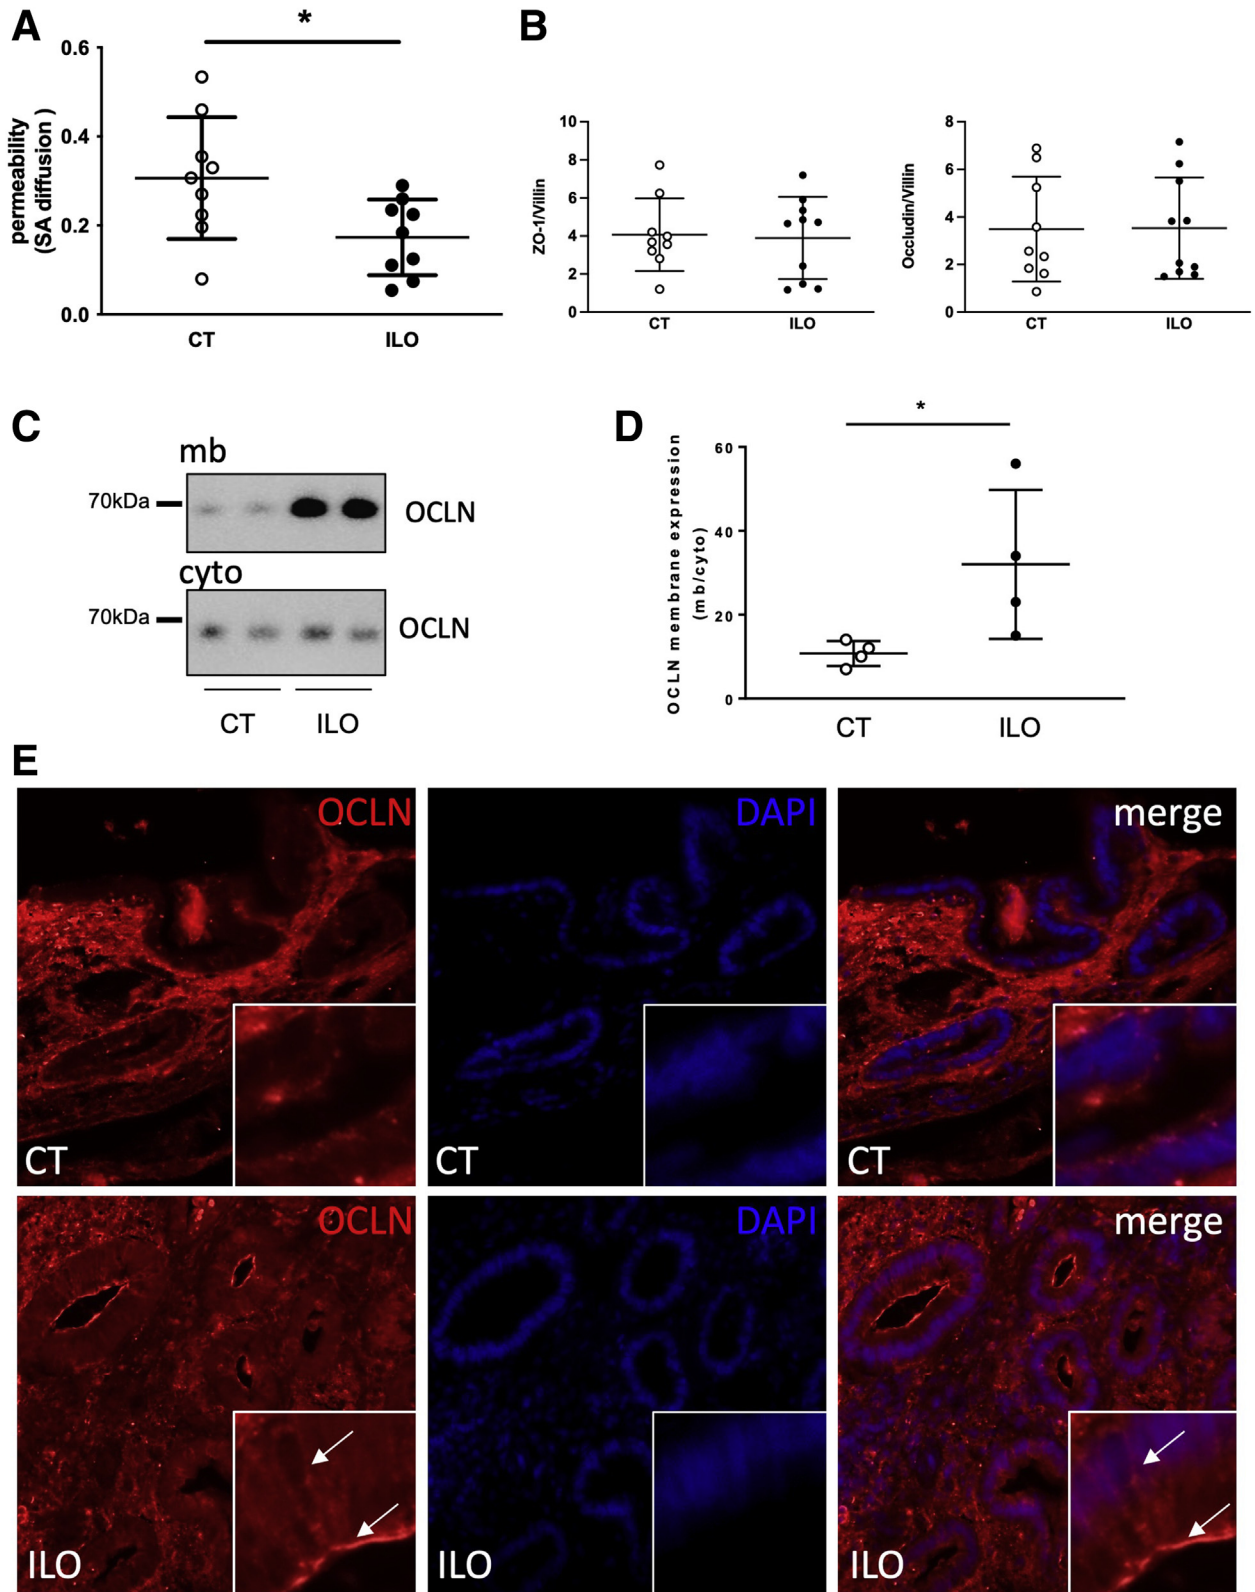 A
*
permeability
(SA diffusion )
0.6
0.4
0.2
0.0
CT ILO
B
ZO-1/Villin
10
8
6
4
2
0
CT ILO
Occludin/Villin
8
6
4
2
0
CT ILO
C
mb
70kDa OCLN
cyto
70kDa OCLN
CT ILO
D
*
OCLN membrane expression
(mb/cyto)
60
40
20
0
CT ILO
E
OCLN DAPI merge
CT CT CT
OCLN DAPI merge
ILO ILO ILO